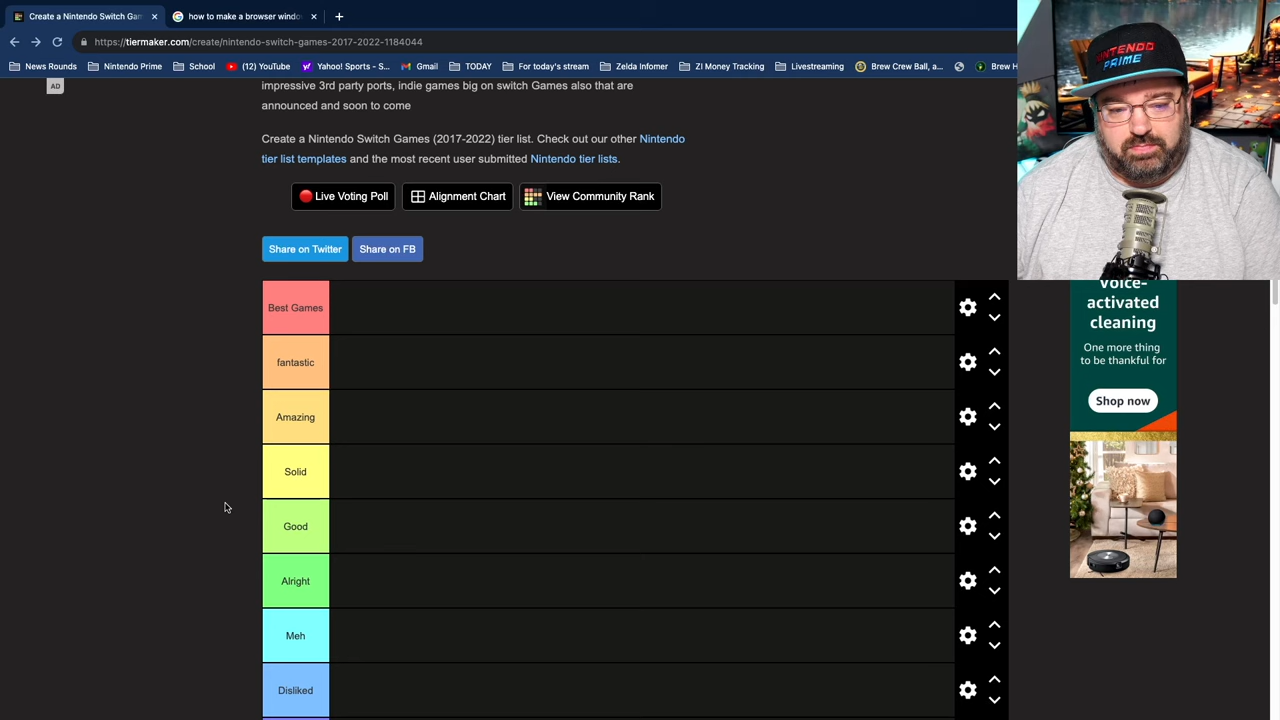 Create a Nintendo Switch Gam
how to make a browser windo
https://tiermaker.com/create/nintendo-switch-games-2017-2022-1184044
News Rounds
Nintendo Prime
School
(12) YouTube
Yahoo! Sports - S...
Gmail
TODAY
For today's stream
Zelda Informer
ZI Money Tracking
Livestreaming
Brew Crew Ball, a...
Brew H
NINTENDO
PRIME
AD
impressive 3rd party ports, indie games big on switch Games also that are
announced and soon to come
Create a Nintendo Switch Games (2017-2022) tier list. Check out our other Nintendo
tier list templates and the most recent user submitted Nintendo tier lists.
Live Voting Poll
Alignment Chart
View Community Rank
Share on Twitter
Share on FB
Best Games
fantastic
Amazing
Solid
Good
Alright
Meh
Disliked
Voice-
activated
cleaning
One more thing
to be thankful for
Shop now